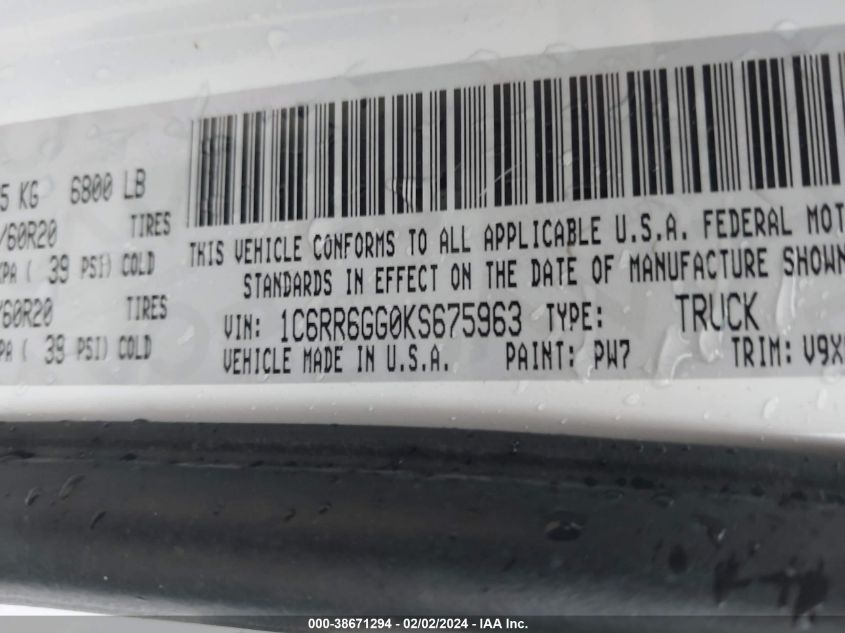 5 KG 6800 LB
/60R20 TIRES
KPA ( 39 PSI) COLD
/60R20 TIRES
PA ( 39 PSI) COLD
THIS VEHICLE CONFORMS TO ALL APPLICABLE U.S.A. FEDERAL MOT
STANDARDS IN EFFECT ON THE DATE OF MANUFACTURE SHOWN
VIN: 1C6RR6GG0KS675963 TYPE: TRUCK
VEHICLE MADE IN U.S.A. PAINT: PW7 TRIM: V9X
000-38671294 - 02/02/2024 - IAA Inc.